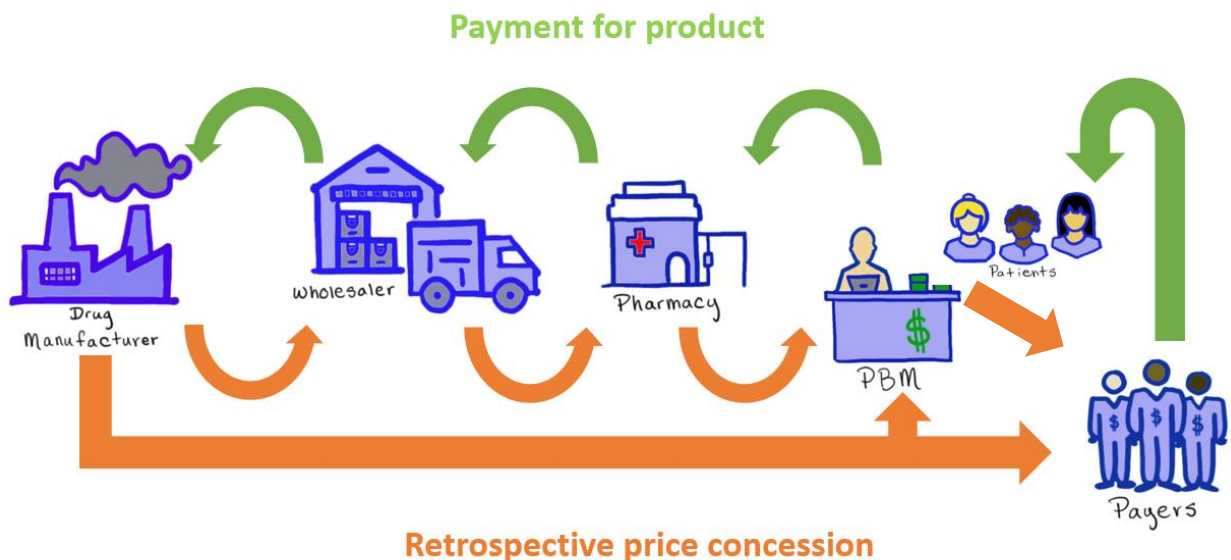 Payment for product
Drug
Manufacturer
Wholesaler
Pharmacy
$
PBM
Patients
$ $ $
Payers
Retrospective price concession